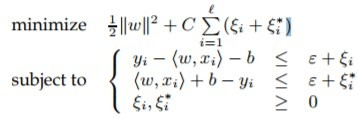 minimize ½‖w‖² + C ∑_{i=1}^{ℓ} (ξ_i + ξ_i^*)
subject to { y_i − ⟨w, x_i⟩ − b ≤ ε + ξ_i
⟨w, x_i⟩ + b − y_i ≤ ε + ξ_i^*
ξ_i, ξ_i^* ≥ 0